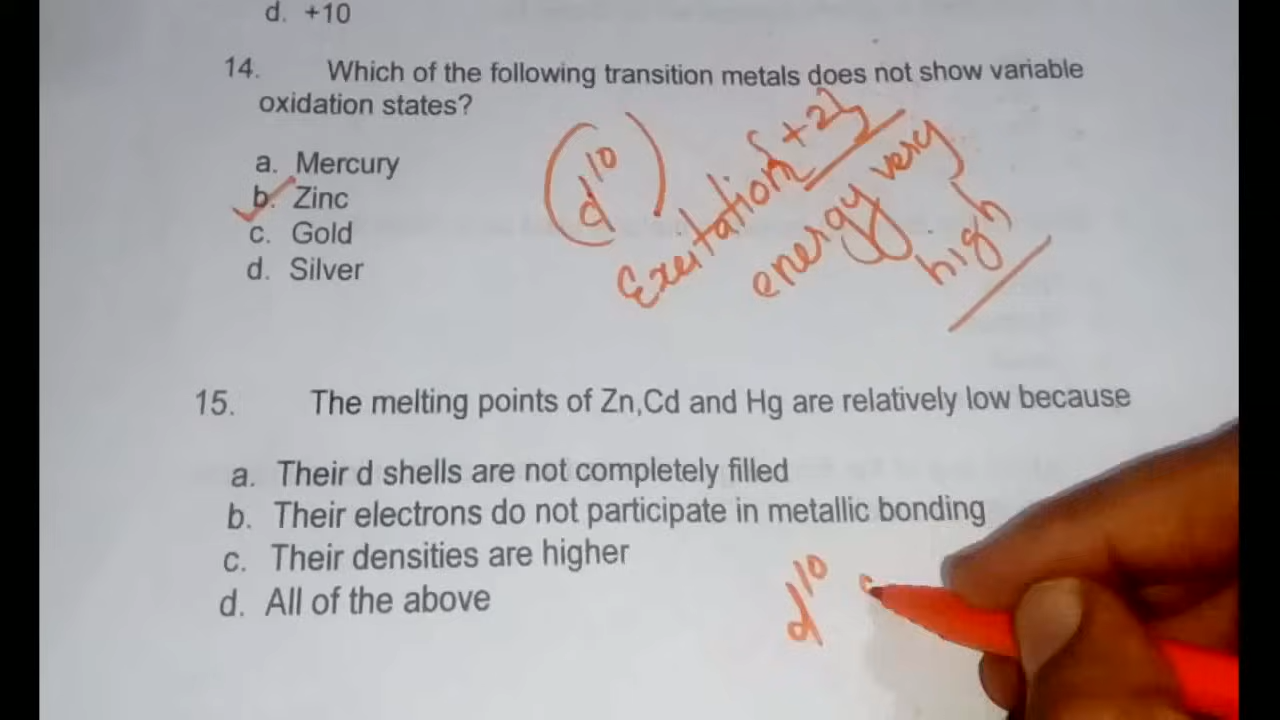 d. +10
14. Which of the following transition metals does not show variable
oxidation states?
a. Mercury
b. Zinc
c. Gold
d. Silver
d10
Exitation
{+2}
energy very
high
15. The melting points of Zn,Cd and Hg are relatively low because
a. Their d shells are not completely filled
b. Their electrons do not participate in metallic bonding
c. Their densities are higher
d. All of the above
d10